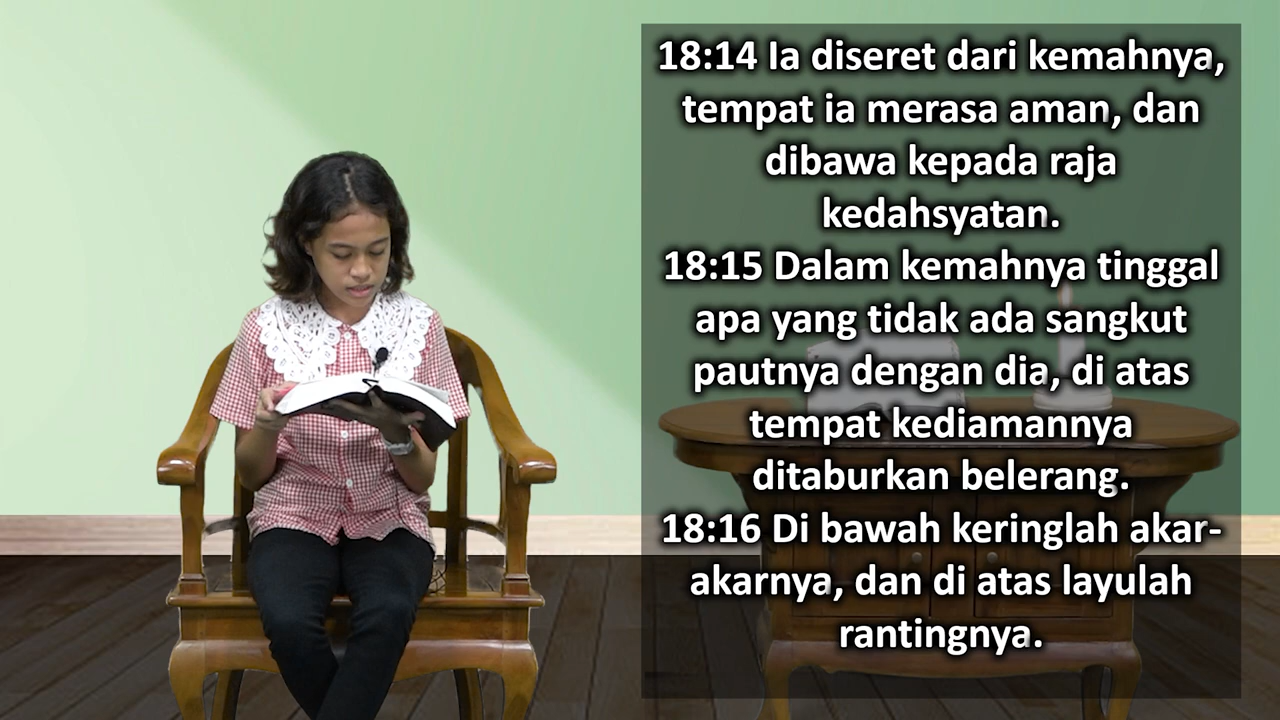 18:14 Ia diseret dari kemahnya,
tempat ia merasa aman, dan
dibawa kepada raja
kedahsyatan.
18:15 Dalam kemahnya tinggal
apa yang tidak ada sangkut
pautnya dengan dia, di atas
tempat kediamannya
ditaburkan belerang.
18:16 Di bawah keringlah akar-
akarnya, dan di atas layulah
rantingnya.